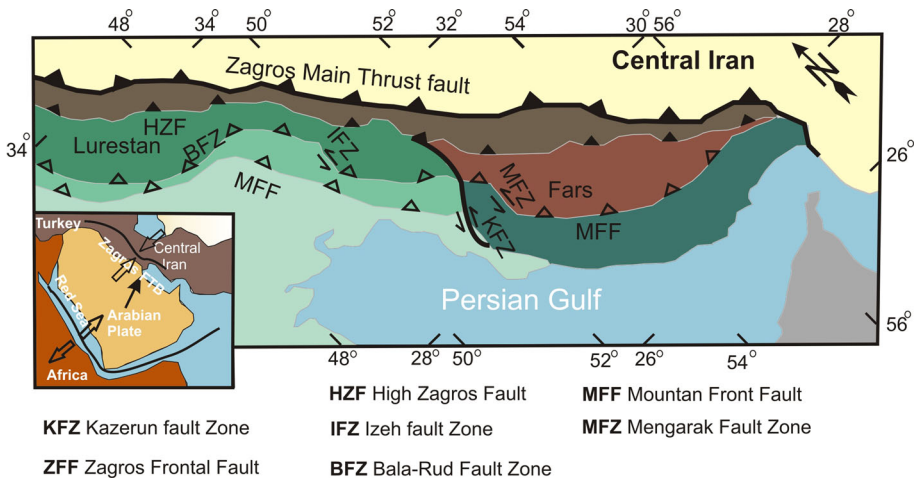 48° 34° 50° 52° 32° 54° 30° 56° 28°
Zagros Main Thrust fault
Central Iran
N
34°
HZF
Lurestan
BFZ
IFZ
MFF
MFZ
Fars
KFZ
MFF
26°
Persian Gulf
56°
Turkey
Central
Iran
Zagros FTB
Red Sea
Arabian
Plate
Africa
48° 28° 50° 52° 26° 54°
HZF High Zagros Fault
MFF Mountan Front Fault
KFZ Kazerun fault Zone
IFZ Izeh fault Zone
MFZ Mengarak Fault Zone
ZFF Zagros Frontal Fault
BFZ Bala-Rud Fault Zone